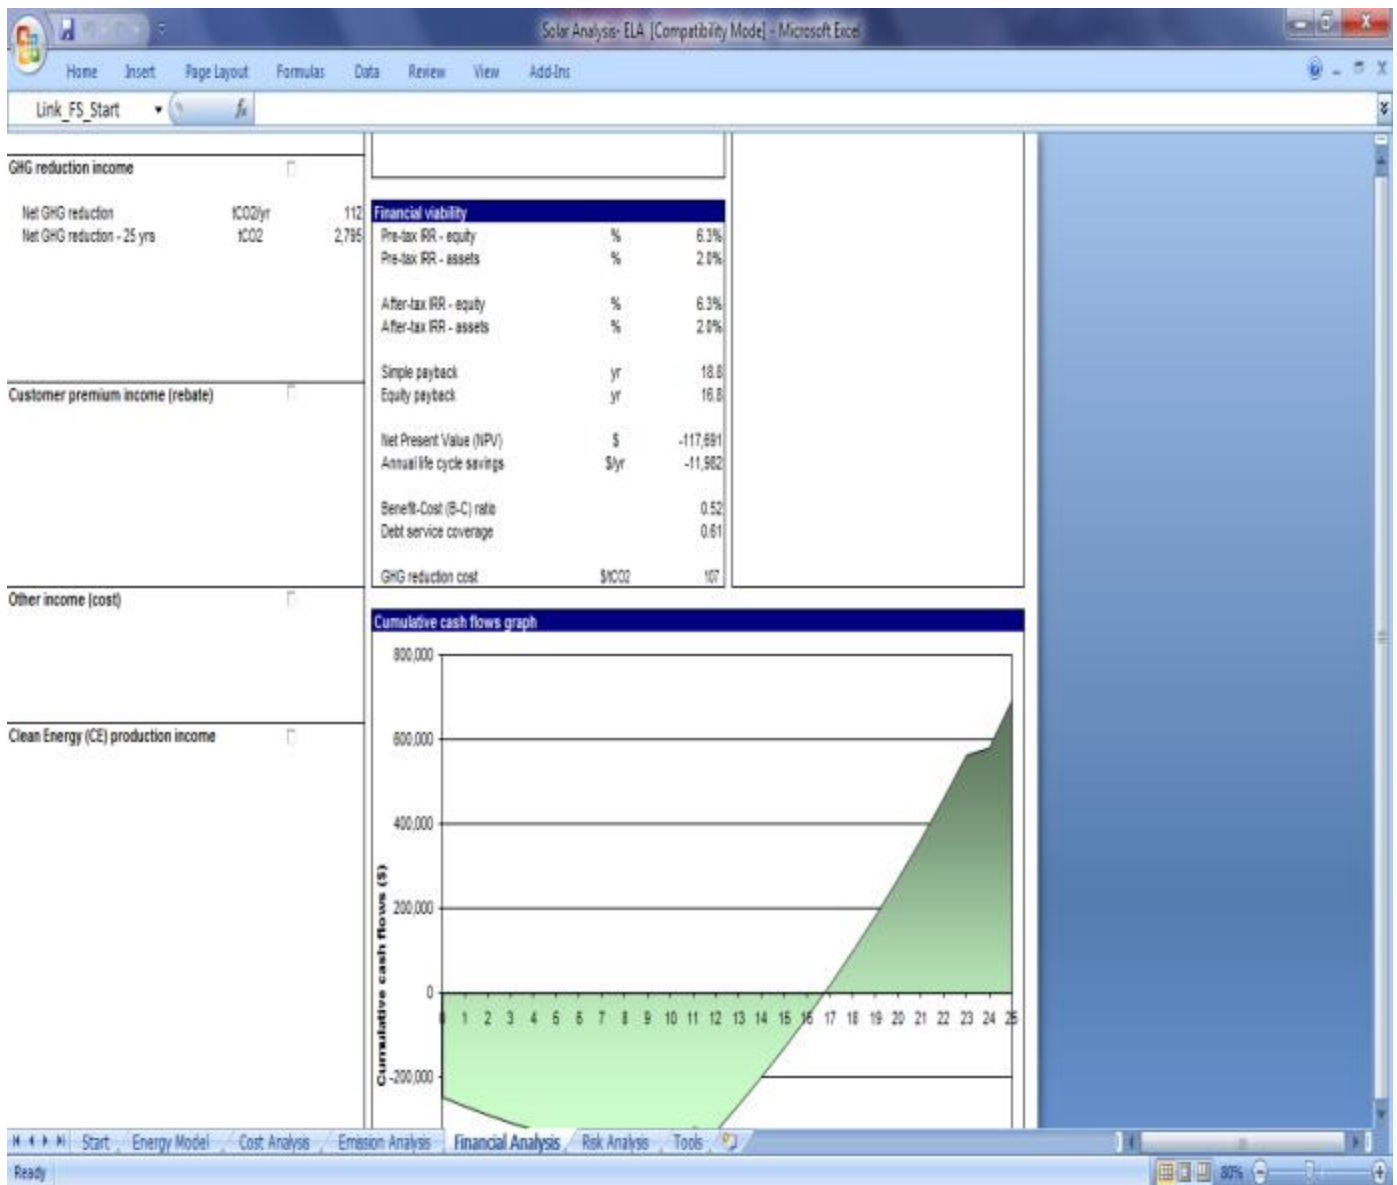 Solar Analysis- ELA [Compatibility Mode] - Microsoft Excel
Home Insert Page Layout Formulas Data Review View Add-Ins
Link_FS_Start fx
GHG reduction income
Net GHG reduction tCO2/yr 112
Net GHG reduction - 25 yrs tCO2 2,795
Customer premium income (rebate)
Other income (cost)
Clean Energy (CE) production income
Financial viability
Pre-tax IRR - equity % 6.3%
Pre-tax IRR - assets % 2.0%
After-tax IRR - equity % 6.3%
After-tax IRR - assets % 2.0%
Simple payback yr 18.8
Equity payback yr 16.8
Net Present Value (NPV) $ -117,691
Annual life cycle savings $/yr -11,982
Benefit-Cost (B-C) ratio 0.52
Debt service coverage 0.61
GHG reduction cost $/tCO2 107
Cumulative cash flows graph
800,000
600,000
400,000
200,000
0
-200,000
Cumulative cash flows ($)
0 1 2 3 4 5 6 7 8 9 10 11 12 13 14 15 16 17 18 19 20 21 22 23 24 25
Start Energy Model Cost Analysis Emission Analysis Financial Analysis Risk Analysis Tools
Ready 80%